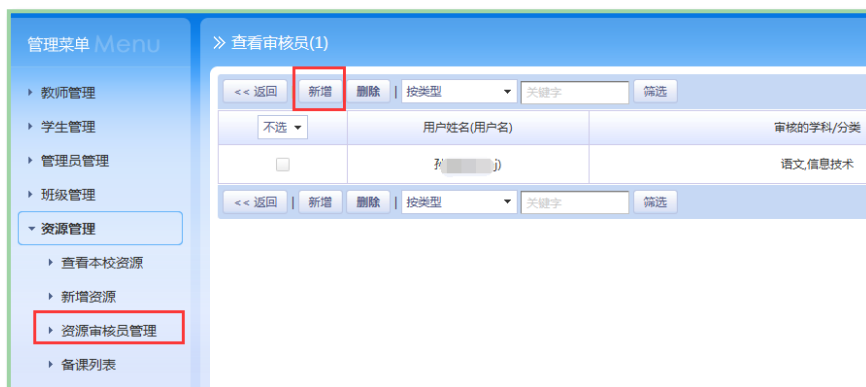 管理菜单 Menu
查看审核员(1)
教师管理
学生管理
管理员管理
班级管理
资源管理
查看本校资源
新增资源
资源审核员管理
备课列表
<< 返回 新增 删除 | 按类型 关键字 筛选
不选 用户姓名(用户名) 审核的学科/分类
j) 语文,信息技术
<< 返回 | 新增 删除 | 按类型 关键字 筛选